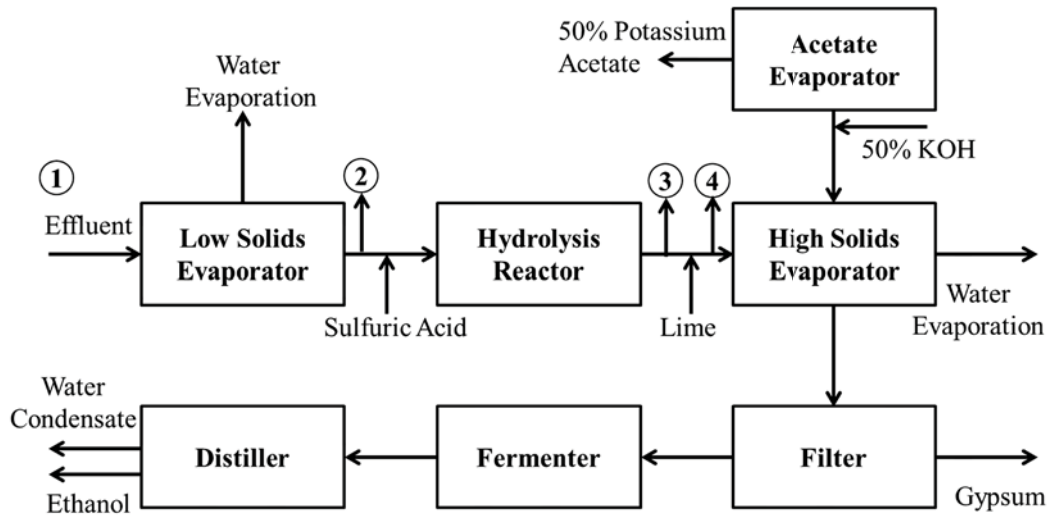 50% Potassium
Acetate
Acetate
Evaporator
Water
Evaporation
50% KOH
1
2
3
4
Effluent
Low Solids
Evaporator
Hydrolysis
Reactor
High Solids
Evaporator
Sulfuric Acid
Lime
Water
Evaporation
Water
Condensate
Distiller
Fermenter
Filter
Ethanol
Gypsum